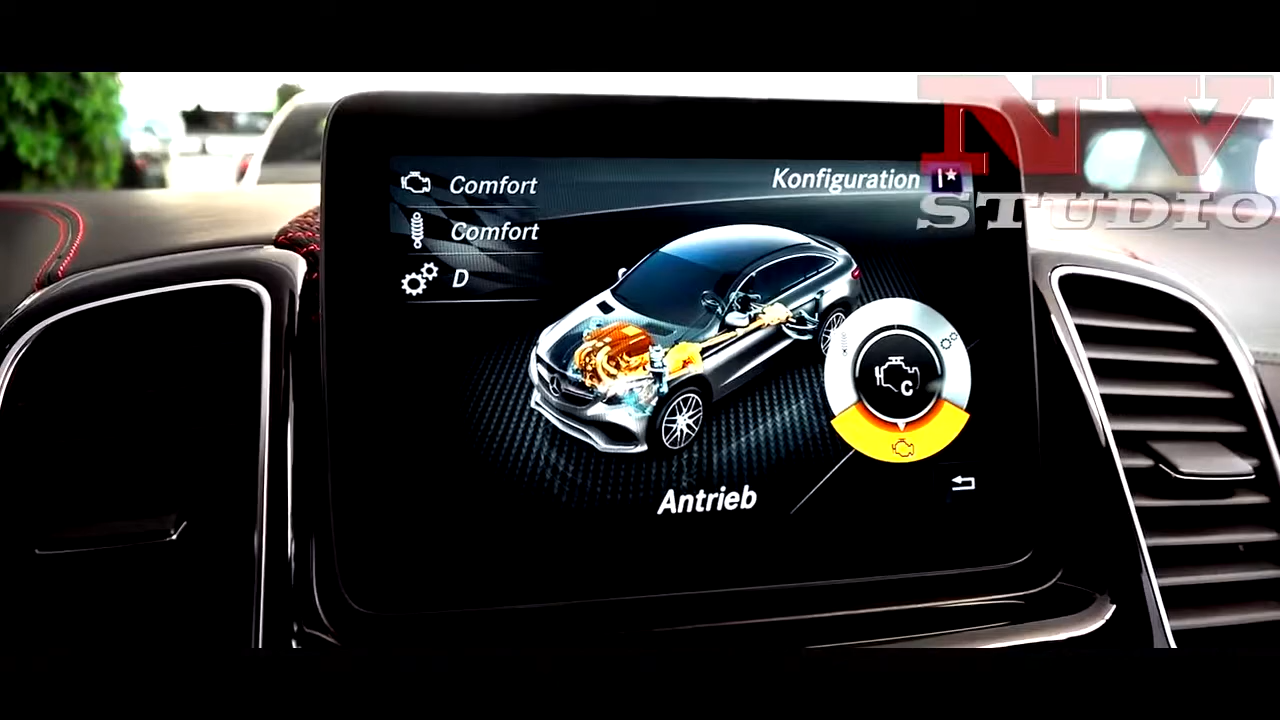 NV
STUDIO
Comfort
Konfiguration
Comfort
D
C
Antrieb